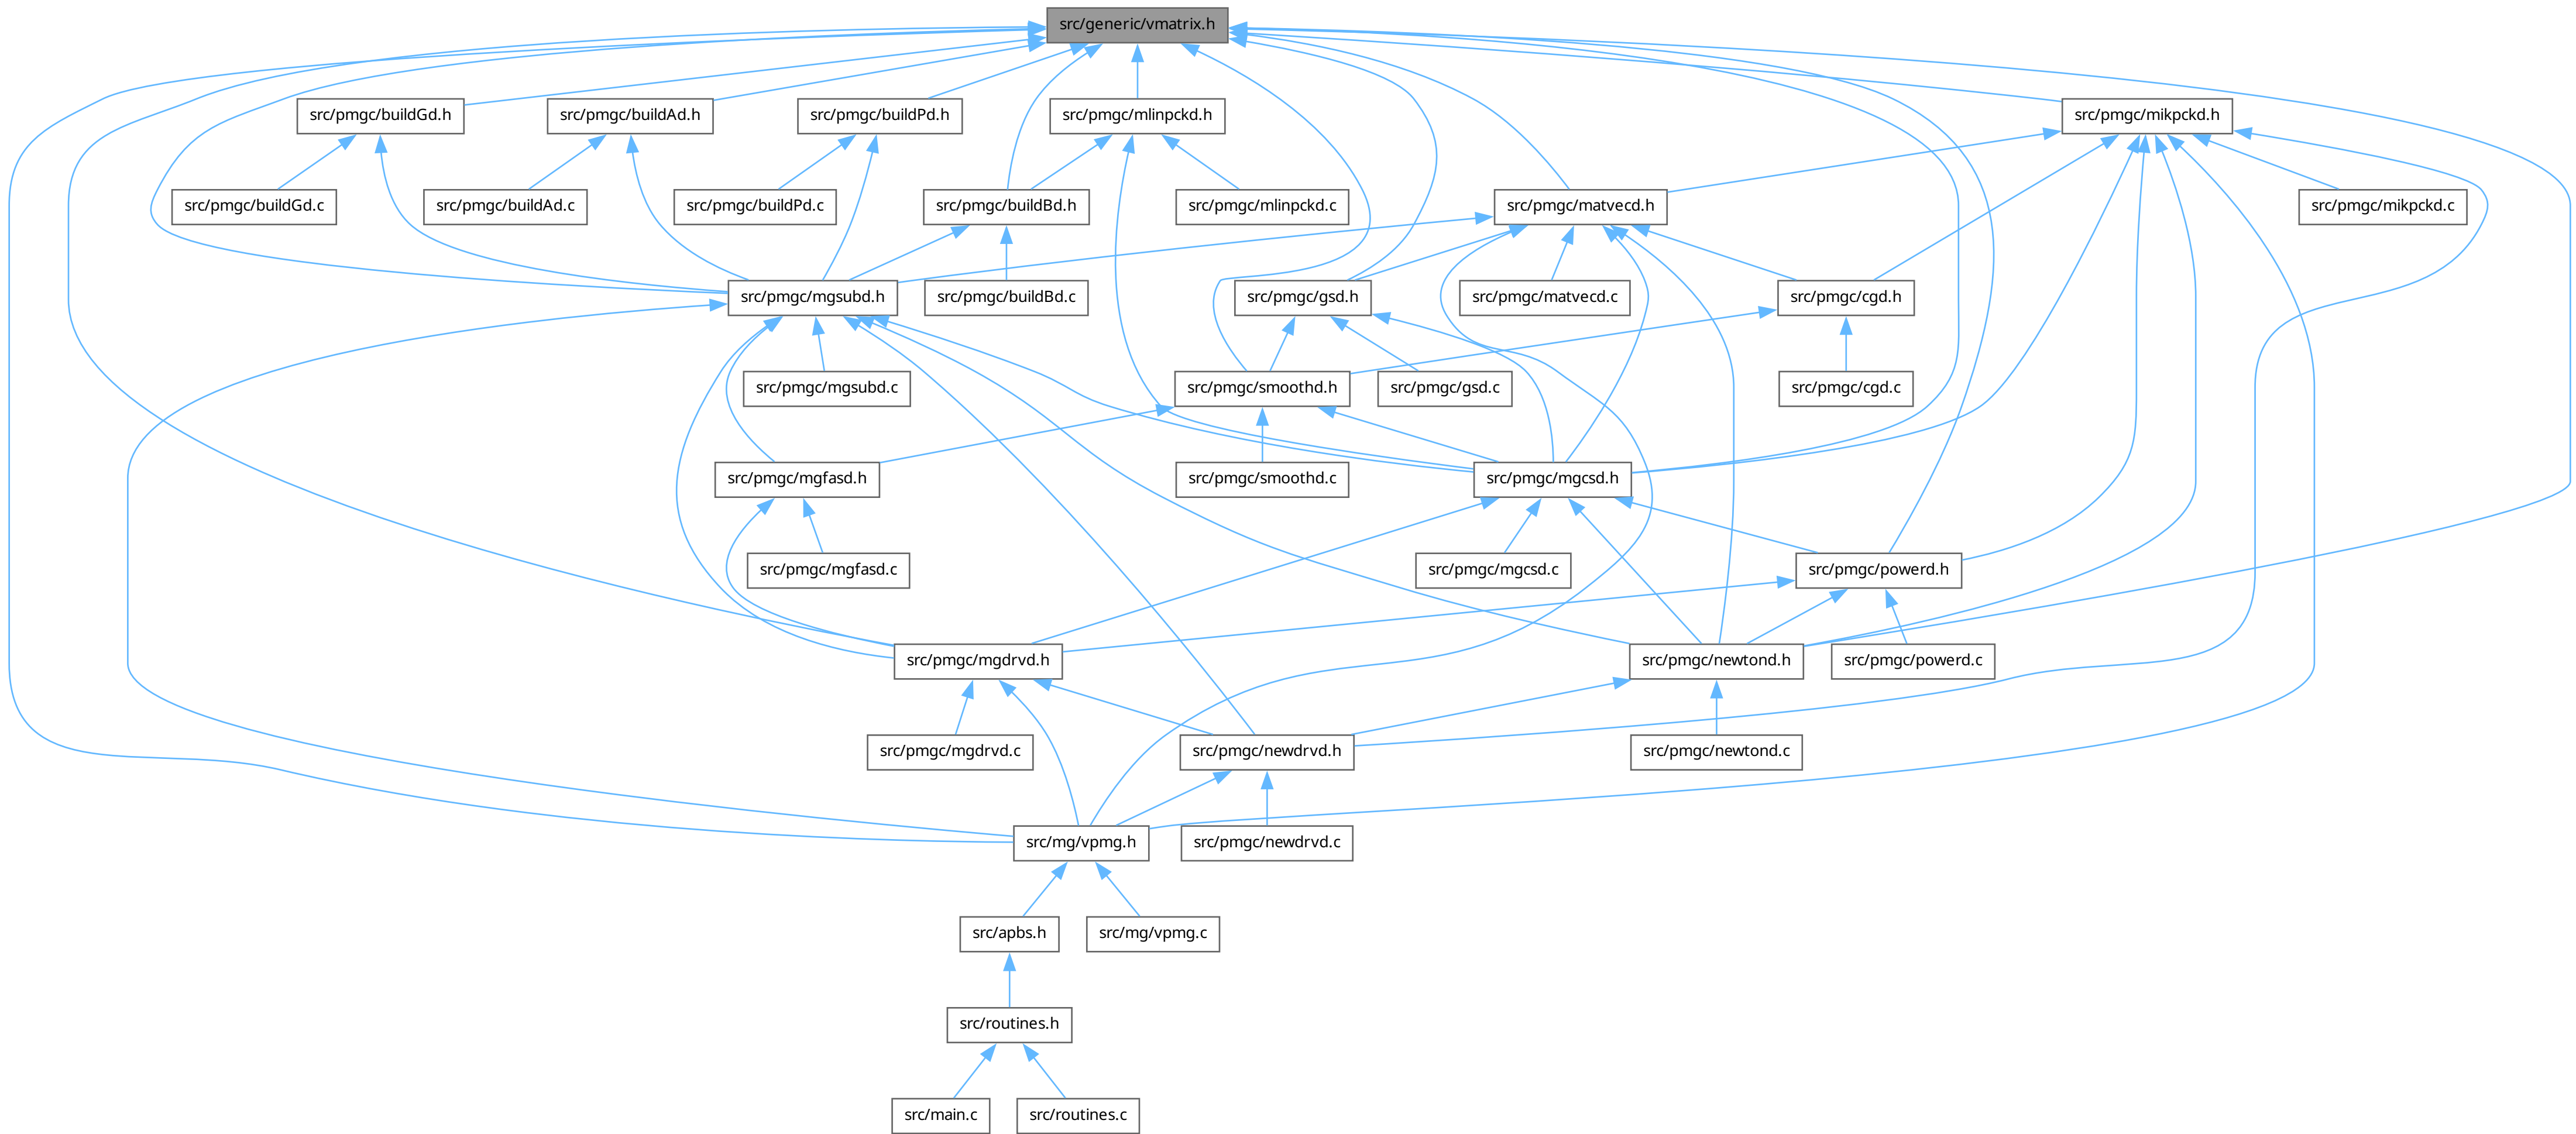 src/generic/vmatrix.h
src/pmgc/buildGd.h
src/pmgc/buildAd.h
src/pmgc/buildPd.h
src/pmgc/mlinpckd.h
src/pmgc/mikpckd.h
src/pmgc/buildGd.c
src/pmgc/buildAd.c
src/pmgc/buildPd.c
src/pmgc/buildBd.h
src/pmgc/mlinpckd.c
src/pmgc/matvecd.h
src/pmgc/mikpckd.c
src/pmgc/mgsubd.h
src/pmgc/buildBd.c
src/pmgc/gsd.h
src/pmgc/matvecd.c
src/pmgc/cgd.h
src/pmgc/mgsubd.c
src/pmgc/smoothd.h
src/pmgc/gsd.c
src/pmgc/cgd.c
src/pmgc/mgfasd.h
src/pmgc/smoothd.c
src/pmgc/mgcsd.h
src/pmgc/mgfasd.c
src/pmgc/mgcsd.c
src/pmgc/powerd.h
src/pmgc/mgdrvd.h
src/pmgc/newtond.h
src/pmgc/powerd.c
src/pmgc/mgdrvd.c
src/pmgc/newdrvd.h
src/pmgc/newtond.c
src/mg/vpmg.h
src/pmgc/newdrvd.c
src/apbs.h
src/mg/vpmg.c
src/routines.h
src/main.c
src/routines.c